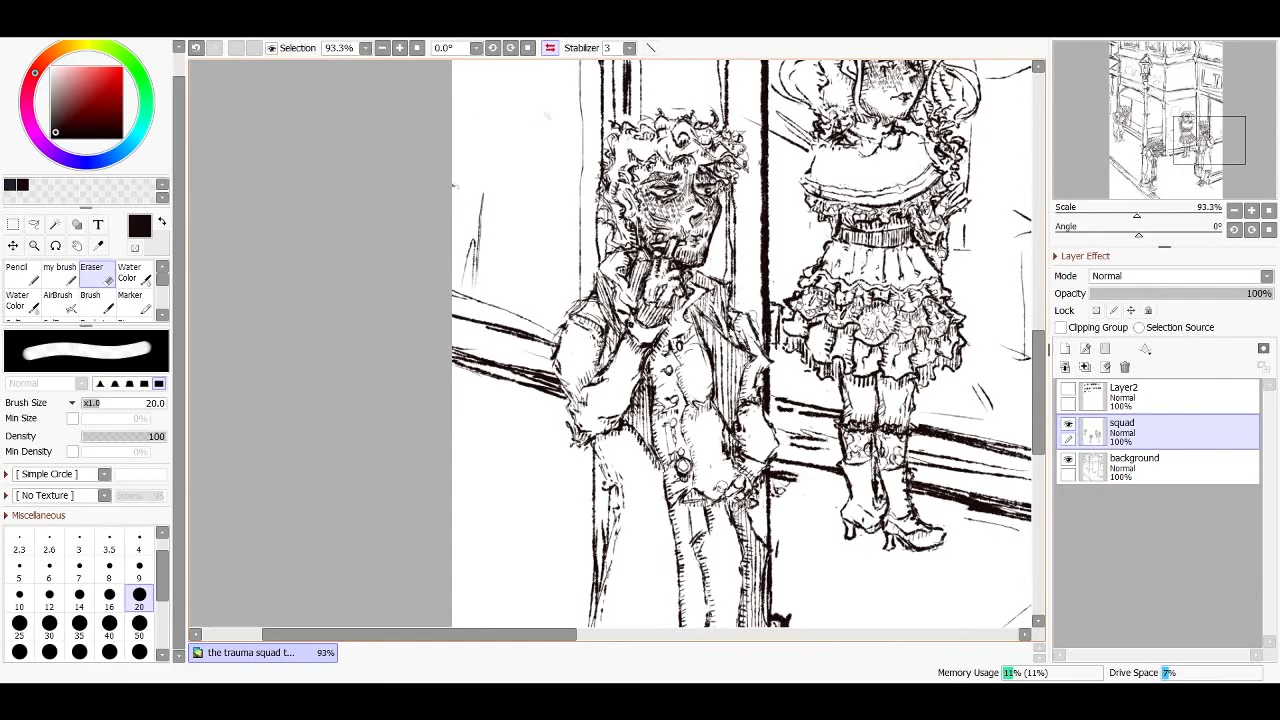 Selection 93.3% 0.0° Stabilizer 3
T
Pencil my brush Eraser Water Color
Water Color AirBrush Brush Marker
Normal
Brush Size x1.0 20.0
Min Size 0%
Density 100
Min Density 0%
[ Simple Circle ]
[ No Texture ] 95
Miscellaneous
2.3 2.6 3 3.5 4
5 6 7 8 9
10 12 14 16 20
25 30 35 40 50
the trauma squad t... 93%
Memory Usage 11% (11%) Drive Space 7%
Scale 93.3%
Angle 0°
Layer Effect
Mode Normal
Opacity 100%
Lock
Clipping Group Selection Source
Layer2
Normal
100%
squad
Normal
100%
background
Normal
100%